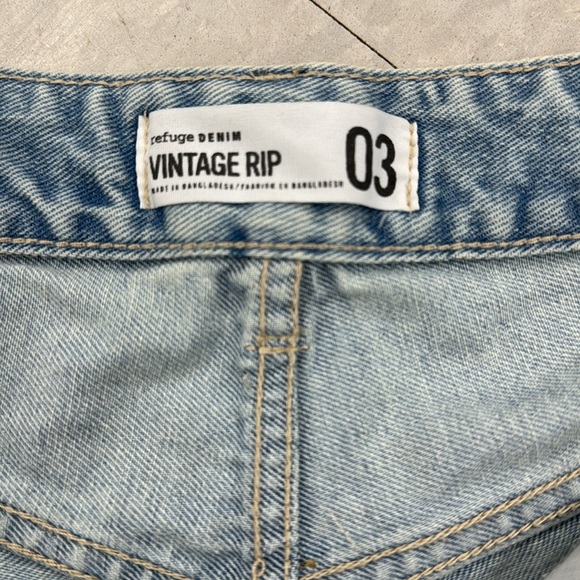 refuge DENIM
VINTAGE RIP
03
MADE IN BANGLADESH/FABRIQUÉ EN BANGLADESH